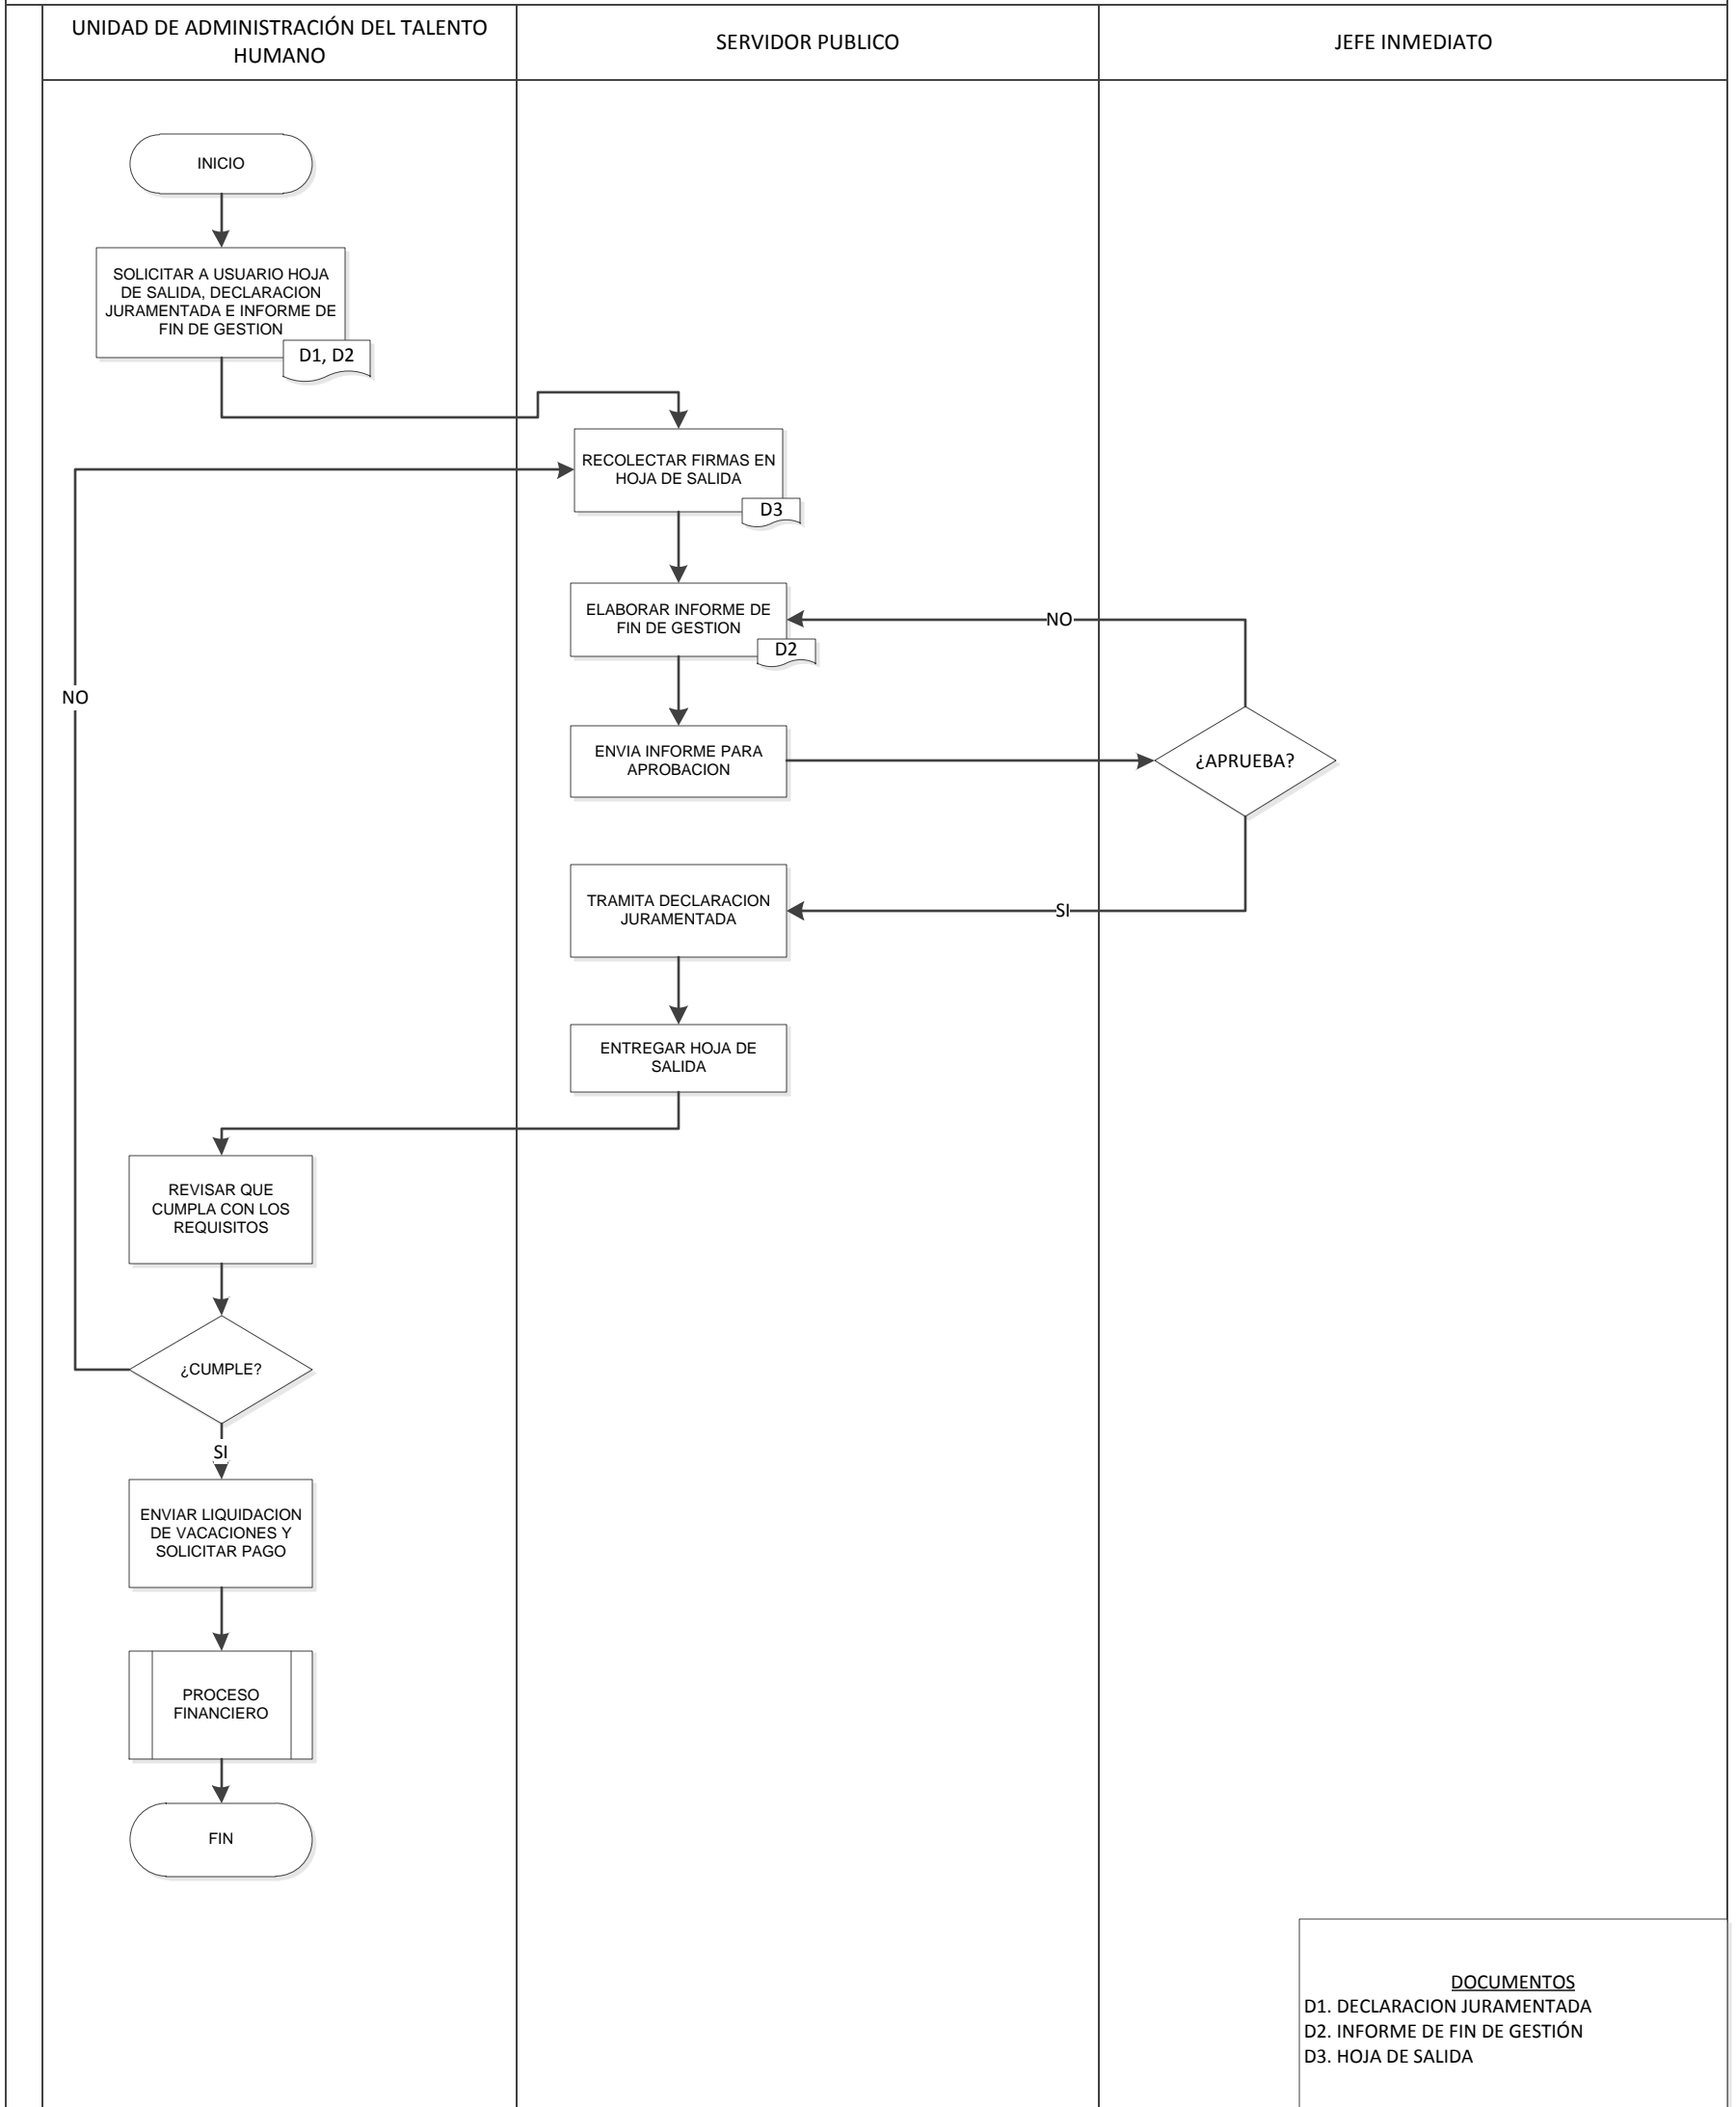 UNIDAD DE ADMINISTRACIÓN DEL TALENTO
HUMANO
SERVIDOR PUBLICO
JEFE INMEDIATO
INICIO
SOLICITAR A USUARIO HOJA
DE SALIDA, DECLARACION
JURAMENTADA E INFORME DE
FIN DE GESTION
D1, D2
RECOLECTAR FIRMAS EN
HOJA DE SALIDA
D3
ELABORAR INFORME DE
FIN DE GESTION
D2
NO
NO
ENVIA INFORME PARA
APROBACION
¿APRUEBA?
TRAMITA DECLARACION
JURAMENTADA
SI
ENTREGAR HOJA DE
SALIDA
REVISAR QUE
CUMPLA CON LOS
REQUISITOS
¿CUMPLE?
SI
ENVIAR LIQUIDACION
DE VACACIONES Y
SOLICITAR PAGO
PROCESO
FINANCIERO
FIN
DOCUMENTOS
D1. DECLARACION JURAMENTADA
D2. INFORME DE FIN DE GESTIÓN
D3. HOJA DE SALIDA